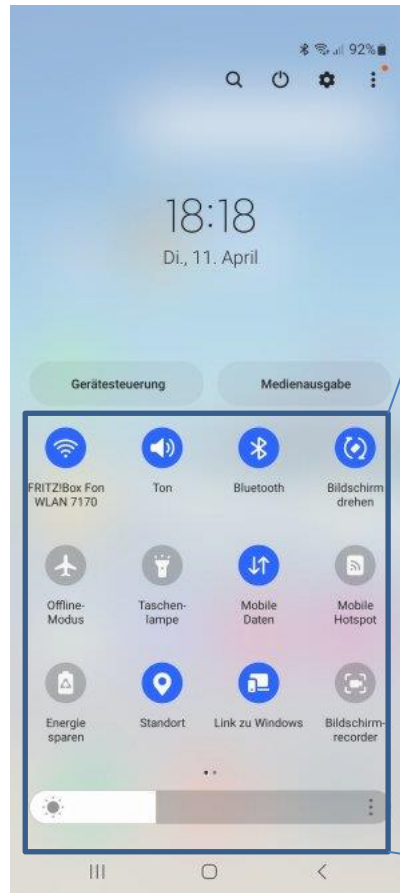 92%
18:18
Di., 11. April
Gerätesteuerung Medienausgabe
FRITZ!Box Fon WLAN 7170
Ton
Bluetooth
Bildschirm drehen
Offline-
Modus
Taschen-
lampe
Mobile
Daten
Mobile
Hotspot
Energie
sparen
Standort
Link zu Windows
Bildschirm-
recorder